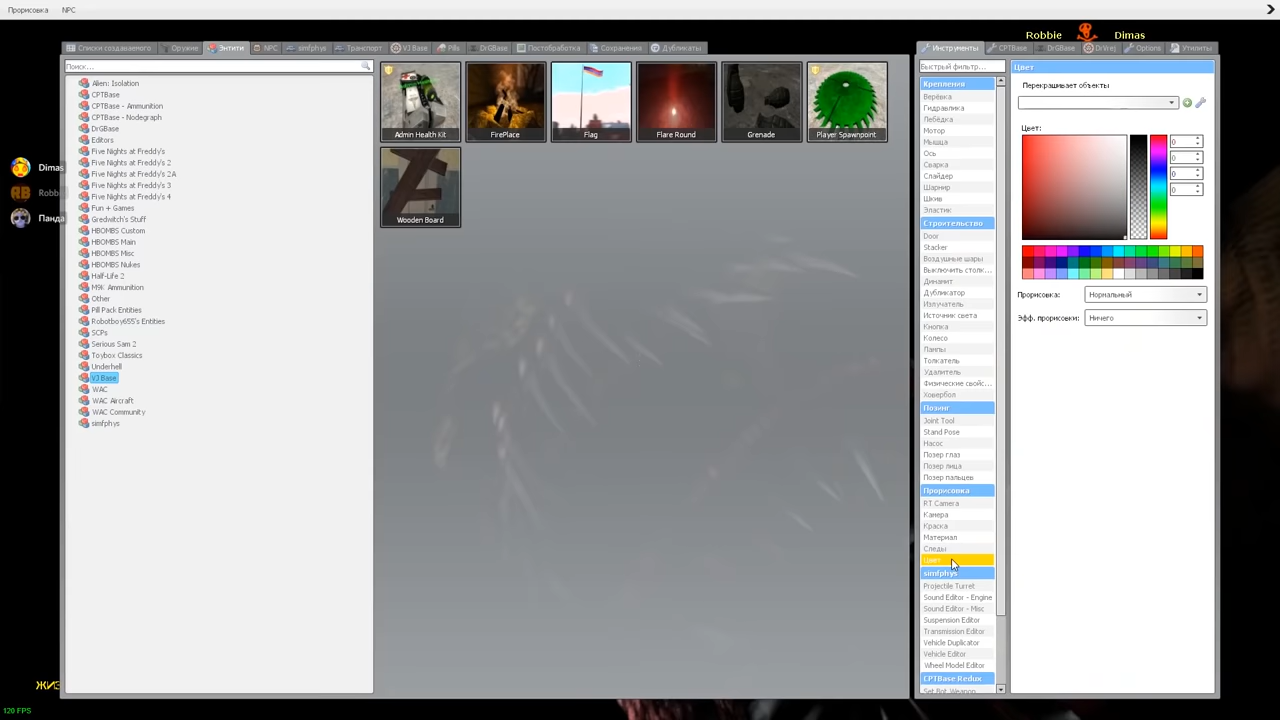 Прорисовка NPC
Robbie Dimas
Списки создаваемого Оружие Энтити NPC simfphys Транспорт VJ Base Pills DrGBase Постобработка Сохранения Дубликаты
Инструменты CPTBase DrGBase DrVrej Options Утилиты
Поиск...
Alien: Isolation
CPTBase
CPTBase - Ammunition
CPTBase - Nodegraph
DrGBase
Editors
Five Nights at Freddy's
Five Nights at Freddy's 2
Five Nights at Freddy's 2A
Five Nights at Freddy's 3
Five Nights at Freddy's 4
Fun + Games
Gredwitch's Stuff
HBOMBS Custom
HBOMBS Main
HBOMBS Misc
HBOMBS Nukes
Half-Life 2
M9K Ammunition
Other
Pill Pack Entities
Robotboy655's Entities
SCPs
Serious Sam 2
Toybox Classics
Underhell
VJ Base
WAC
WAC Aircraft
WAC Community
simfphys
Dimas
RB Robb
Панда
Admin Health Kit
FirePlace
Flag
Flare Round
Grenade
Player Spawnpoint
Wooden Board
Быстрый фильтр...
Крепления
Верёвка
Гидравлика
Лебёдка
Мотор
Мышца
Ось
Сварка
Слайдер
Шарнир
Шкив
Эластик
Строительство
Door
Stacker
Воздушные шары
Выключить столк...
Динамит
Дубликатор
Излучатель
Источник света
Кнопка
Колесо
Лампы
Толкатель
Удалитель
Физические свойс...
Ховербол
Позинг
Joint Tool
Stand Pose
Насос
Позер глаз
Позер лица
Позер пальцев
Прорисовка
RT Camera
Камера
Краска
Материал
Следы
Цвет
simfphys
Projectile Turret
Sound Editor - Engine
Sound Editor - Misc
Suspension Editor
Transmission Editor
Vehicle Duplicator
Vehicle Editor
Wheel Model Editor
CPTBase Redux
Set Bot Weapon
Цвет
Перекрашивает объекты
Цвет:
0
0
0
0
Прорисовка: Нормальный
Эфф. прорисовки: Ничего
ЖИЗ
120 FPS